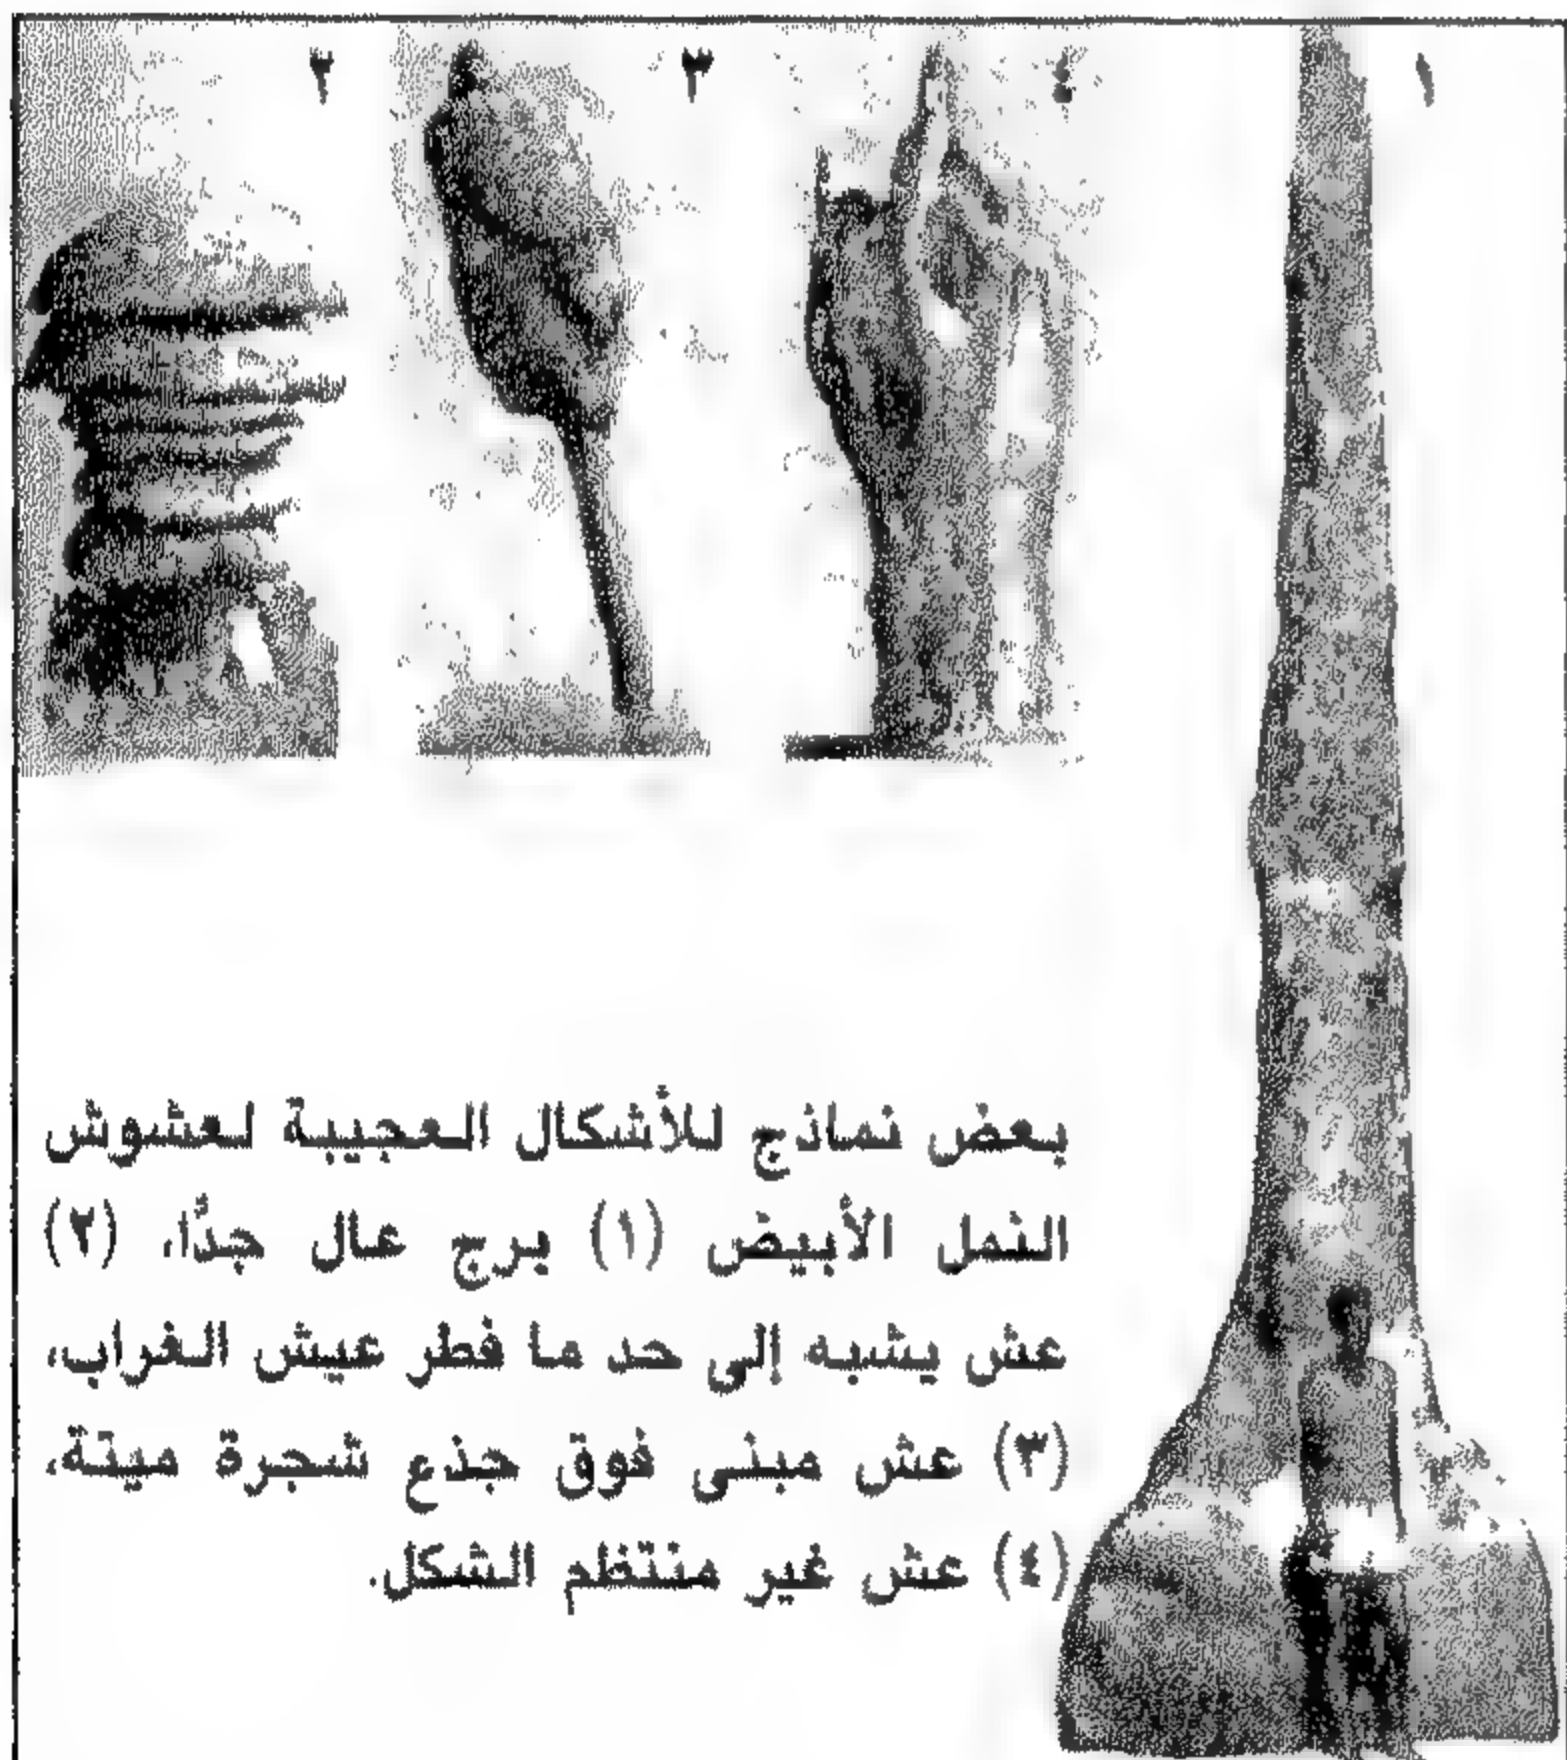 ٢ ٣ ٤ ١
بعض نماذج للأشكال العجيبة لعشوش
النمل الأبيض (١) برج عال جدًّا، (٢)
عش يشبه إلى حد ما فطر عيش الغراب،
(٣) عش مبنى فوق جذع شجرة ميتة،
(٤) عش غير منتظم الشكل.